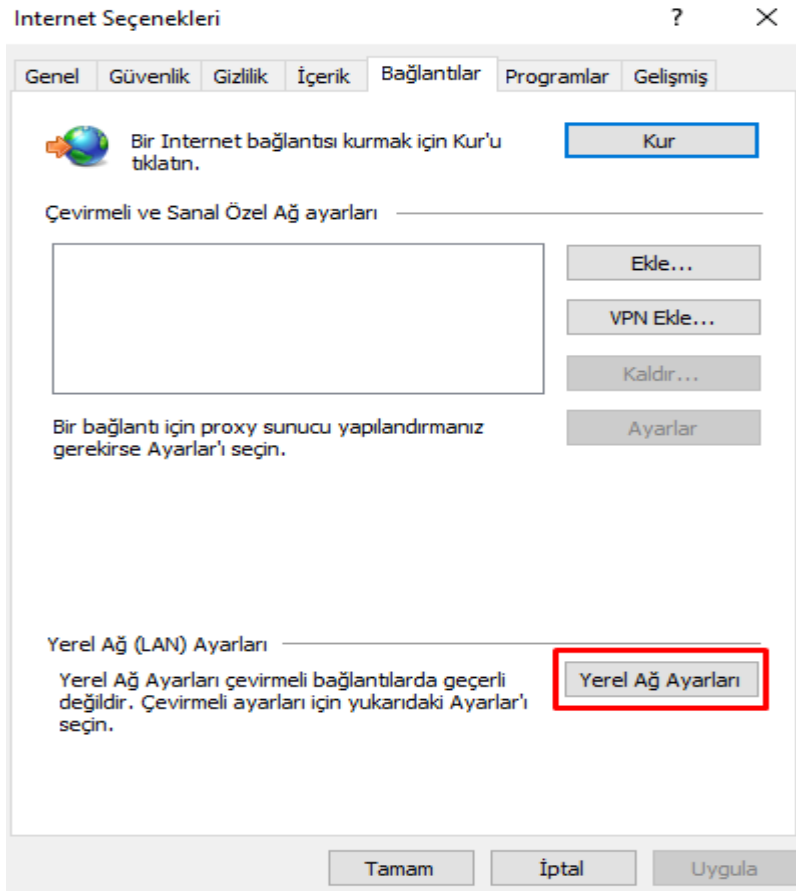 Internet Seçenekleri
?
Genel Güvenlik Gizlilik İçerik Bağlantılar Programlar Gelişmiş
Bir Internet bağlantısı kurmak için Kur'u
tıklatın.
Kur
Çevirmeli ve Sanal Özel Ağ ayarları
Ekle...
VPN Ekle...
Kaldır...
Bir bağlantı için proxy sunucu yapılandırmanız
gerekirse Ayarlar'ı seçin.
Ayarlar
Yerel Ağ (LAN) Ayarları
Yerel Ağ Ayarları çevirmeli bağlantılarda geçerli
değildir. Çevirmeli ayarları için yukarıdaki Ayarlar'ı
seçin.
Yerel Ağ Ayarları
Tamam İptal Uygula